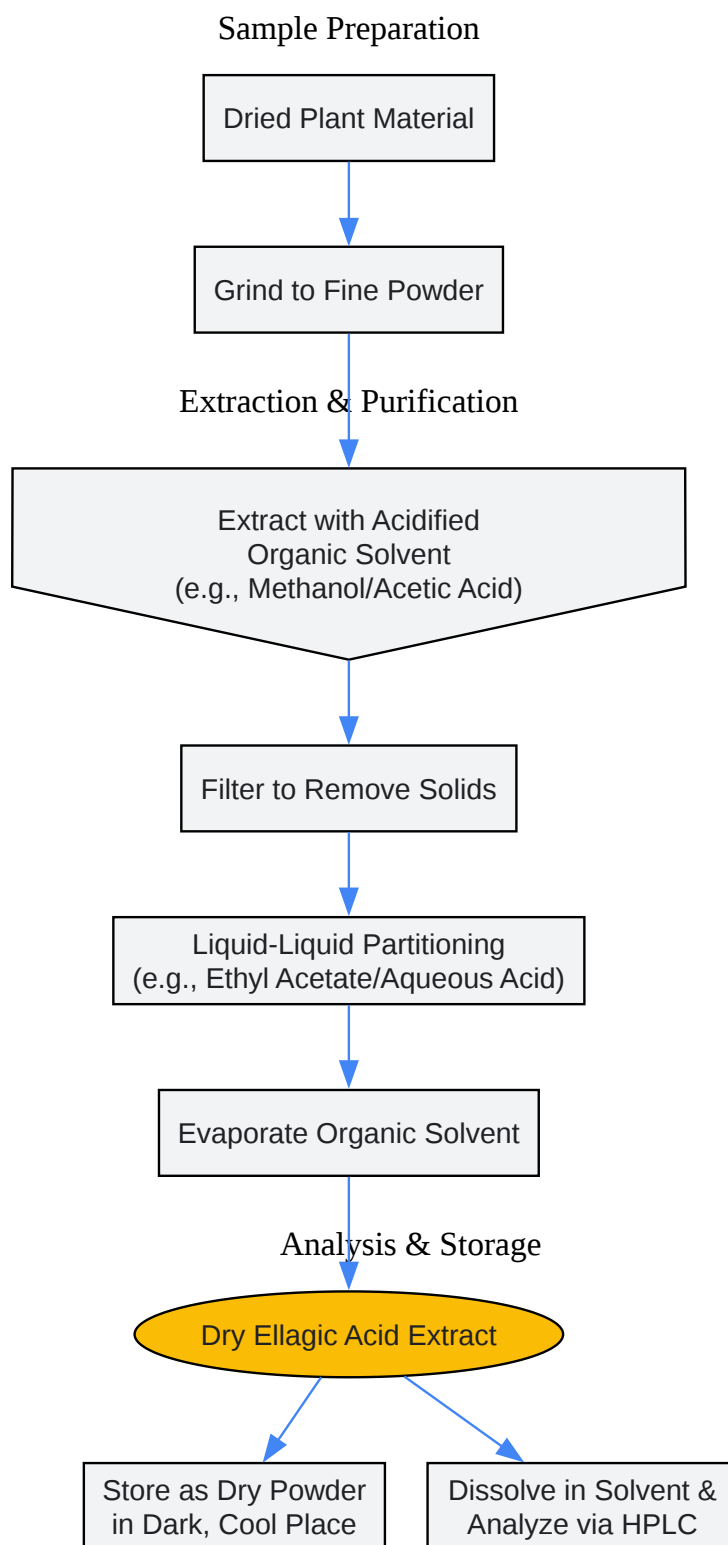 Sample Preparation
Dried Plant Material
Grind to Fine Powder
Extraction & Purification
Extract with Acidified
Organic Solvent
(e.g., Methanol/Acetic Acid)
Filter to Remove Solids
Liquid-Liquid Partitioning
(e.g., Ethyl Acetate/Aqueous Acid)
Evaporate Organic Solvent
Analysis & Storage
Dry Ellagic Acid Extract
Store as Dry Powder
in Dark, Cool Place
Dissolve in Solvent &
Analyze via HPLC